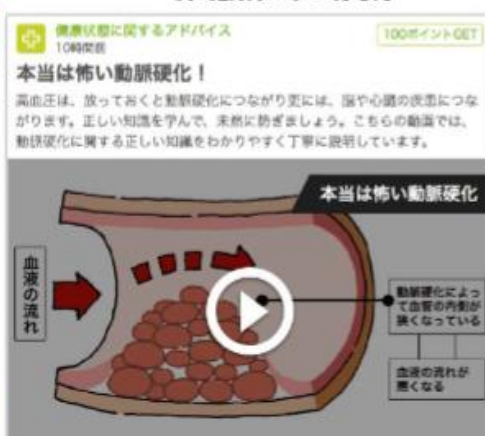 健康状態に関するアドバイス
100ポイントGET
10時間前
本当は怖い動脈硬化！
高血圧は、放っておくと動脈硬化につながり更には、脳や心臓の疾患につな
がります。正しい知識を学んで、未然に防ぎましょう。こちらの動画では、
動脈硬化に関する正しい知識をわかりやすく丁寧に説明しています。
本当は怖い動脈硬化
血液の流れ
動脈硬化によっ
て血管の内側が
狭くなっている
血液の流れが
悪くなる